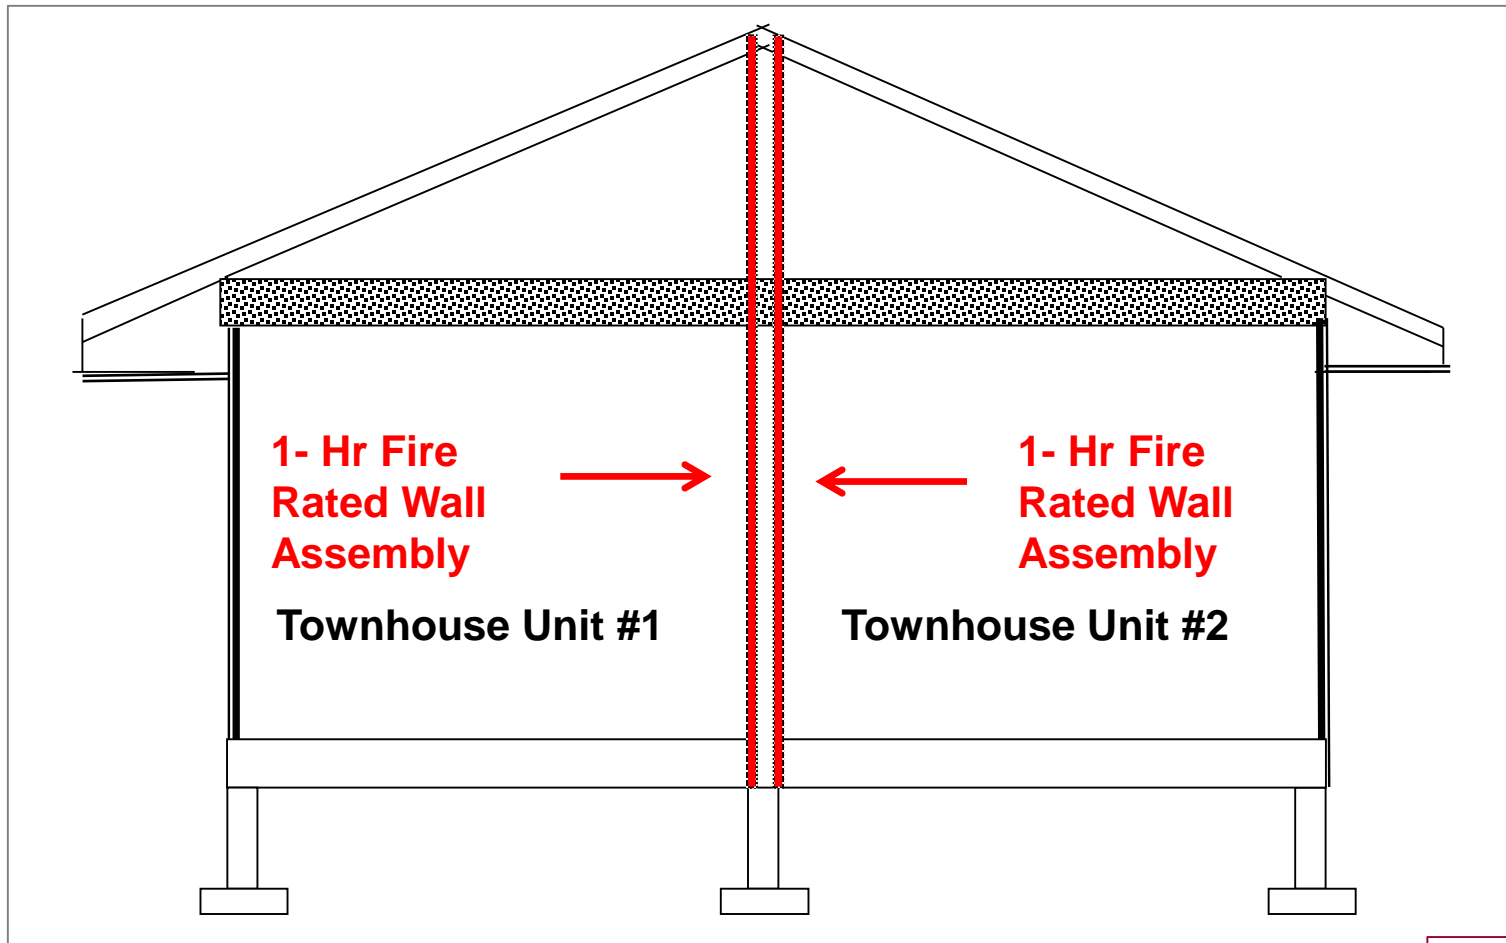 1- Hr Fire
Rated Wall
Assembly
1- Hr Fire
Rated Wall
Assembly
Townhouse Unit #1
Townhouse Unit #2